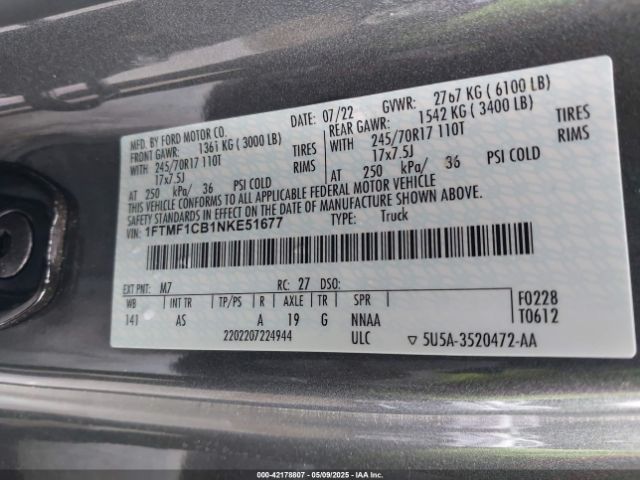 MFD. BY FORD MOTOR CO. DATE: 07/22 GVWR: 2767 KG ( 6100 LB)
FRONT GAWR: 1361 KG ( 3000 LB) REAR GAWR: 1542 KG ( 3400 LB)
WITH 245/70R17 110T TIRES WITH 245/70R17 110T TIRES
17x7.5J RIMS 17x7.5J RIMS
AT 250 kPa/ 36 PSI COLD AT 250 kPa/ 36 PSI COLD
THIS VEHICLE CONFORMS TO ALL APPLICABLE FEDERAL MOTOR VEHICLE
SAFETY STANDARDS IN EFFECT ON THE DATE OF MANUFACTURE SHOWN ABOVE.
VIN: 1FTMF1CB1NKE51677 TYPE: Truck
EXT PNT: M7 RC: 27 DSO:
WB INT TR TP/PS R AXLE TR SPR F0228
141 AS A 19 G NNAA T0612
2202207224944 ULC ▽ 5U5A-3520472-AA
000-42178807 - 05/09/2025 - IAA Inc.